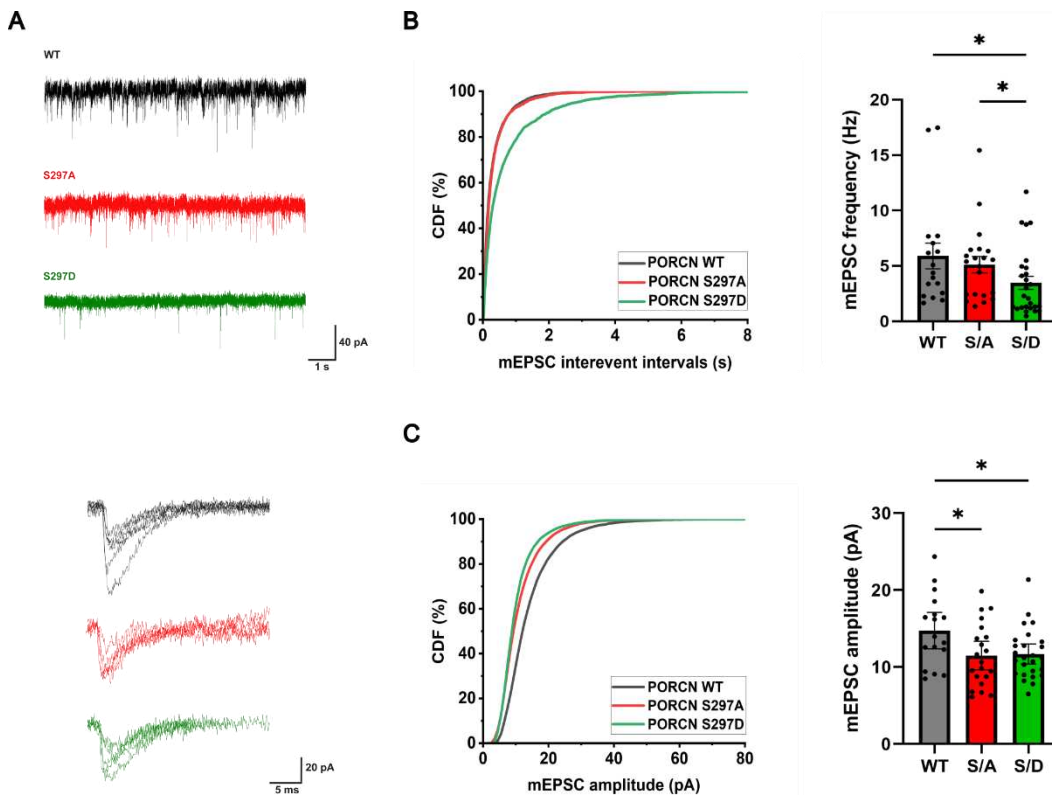 A
WT
S297A
S297D
40 pA
1 s
20 pA
5 ms
B
100
80
60
40
20
0
CDF (%)
PORCN WT
PORCN S297A
PORCN S297D
0 2 4 6 8
mEPSC interevent intervals (s)
*
*
20
15
10
5
0
mEPSC frequency (Hz)
WT S/A S/D
C
100
80
60
40
20
0
CDF (%)
PORCN WT
PORCN S297A
PORCN S297D
0 20 40 60 80
mEPSC amplitude (pA)
*
*
30
20
10
0
mEPSC amplitude (pA)
WT S/A S/D